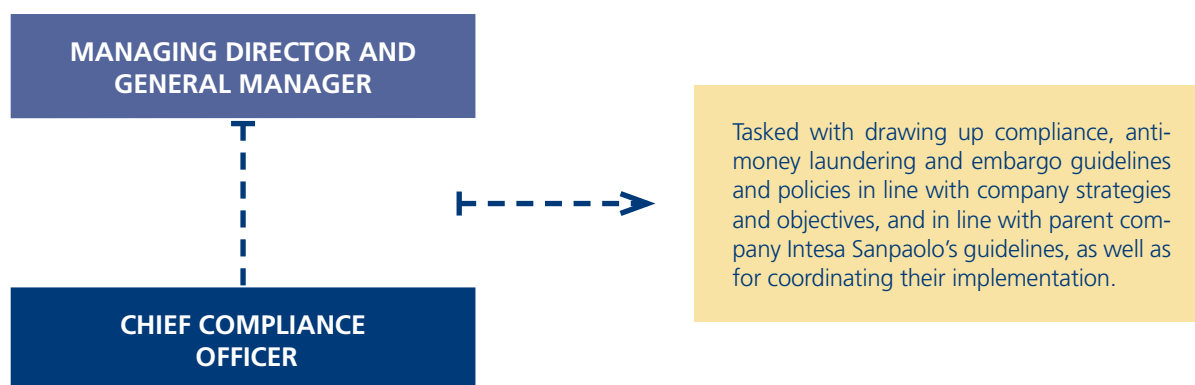 MANAGING DIRECTOR AND
GENERAL MANAGER
Tasked with drawing up compliance, anti-
money laundering and embargo guidelines
and policies in line with company strategies
and objectives, and in line with parent com-
pany Intesa Sanpaolo’s guidelines, as well as
for coordinating their implementation.
CHIEF COMPLIANCE
OFFICER